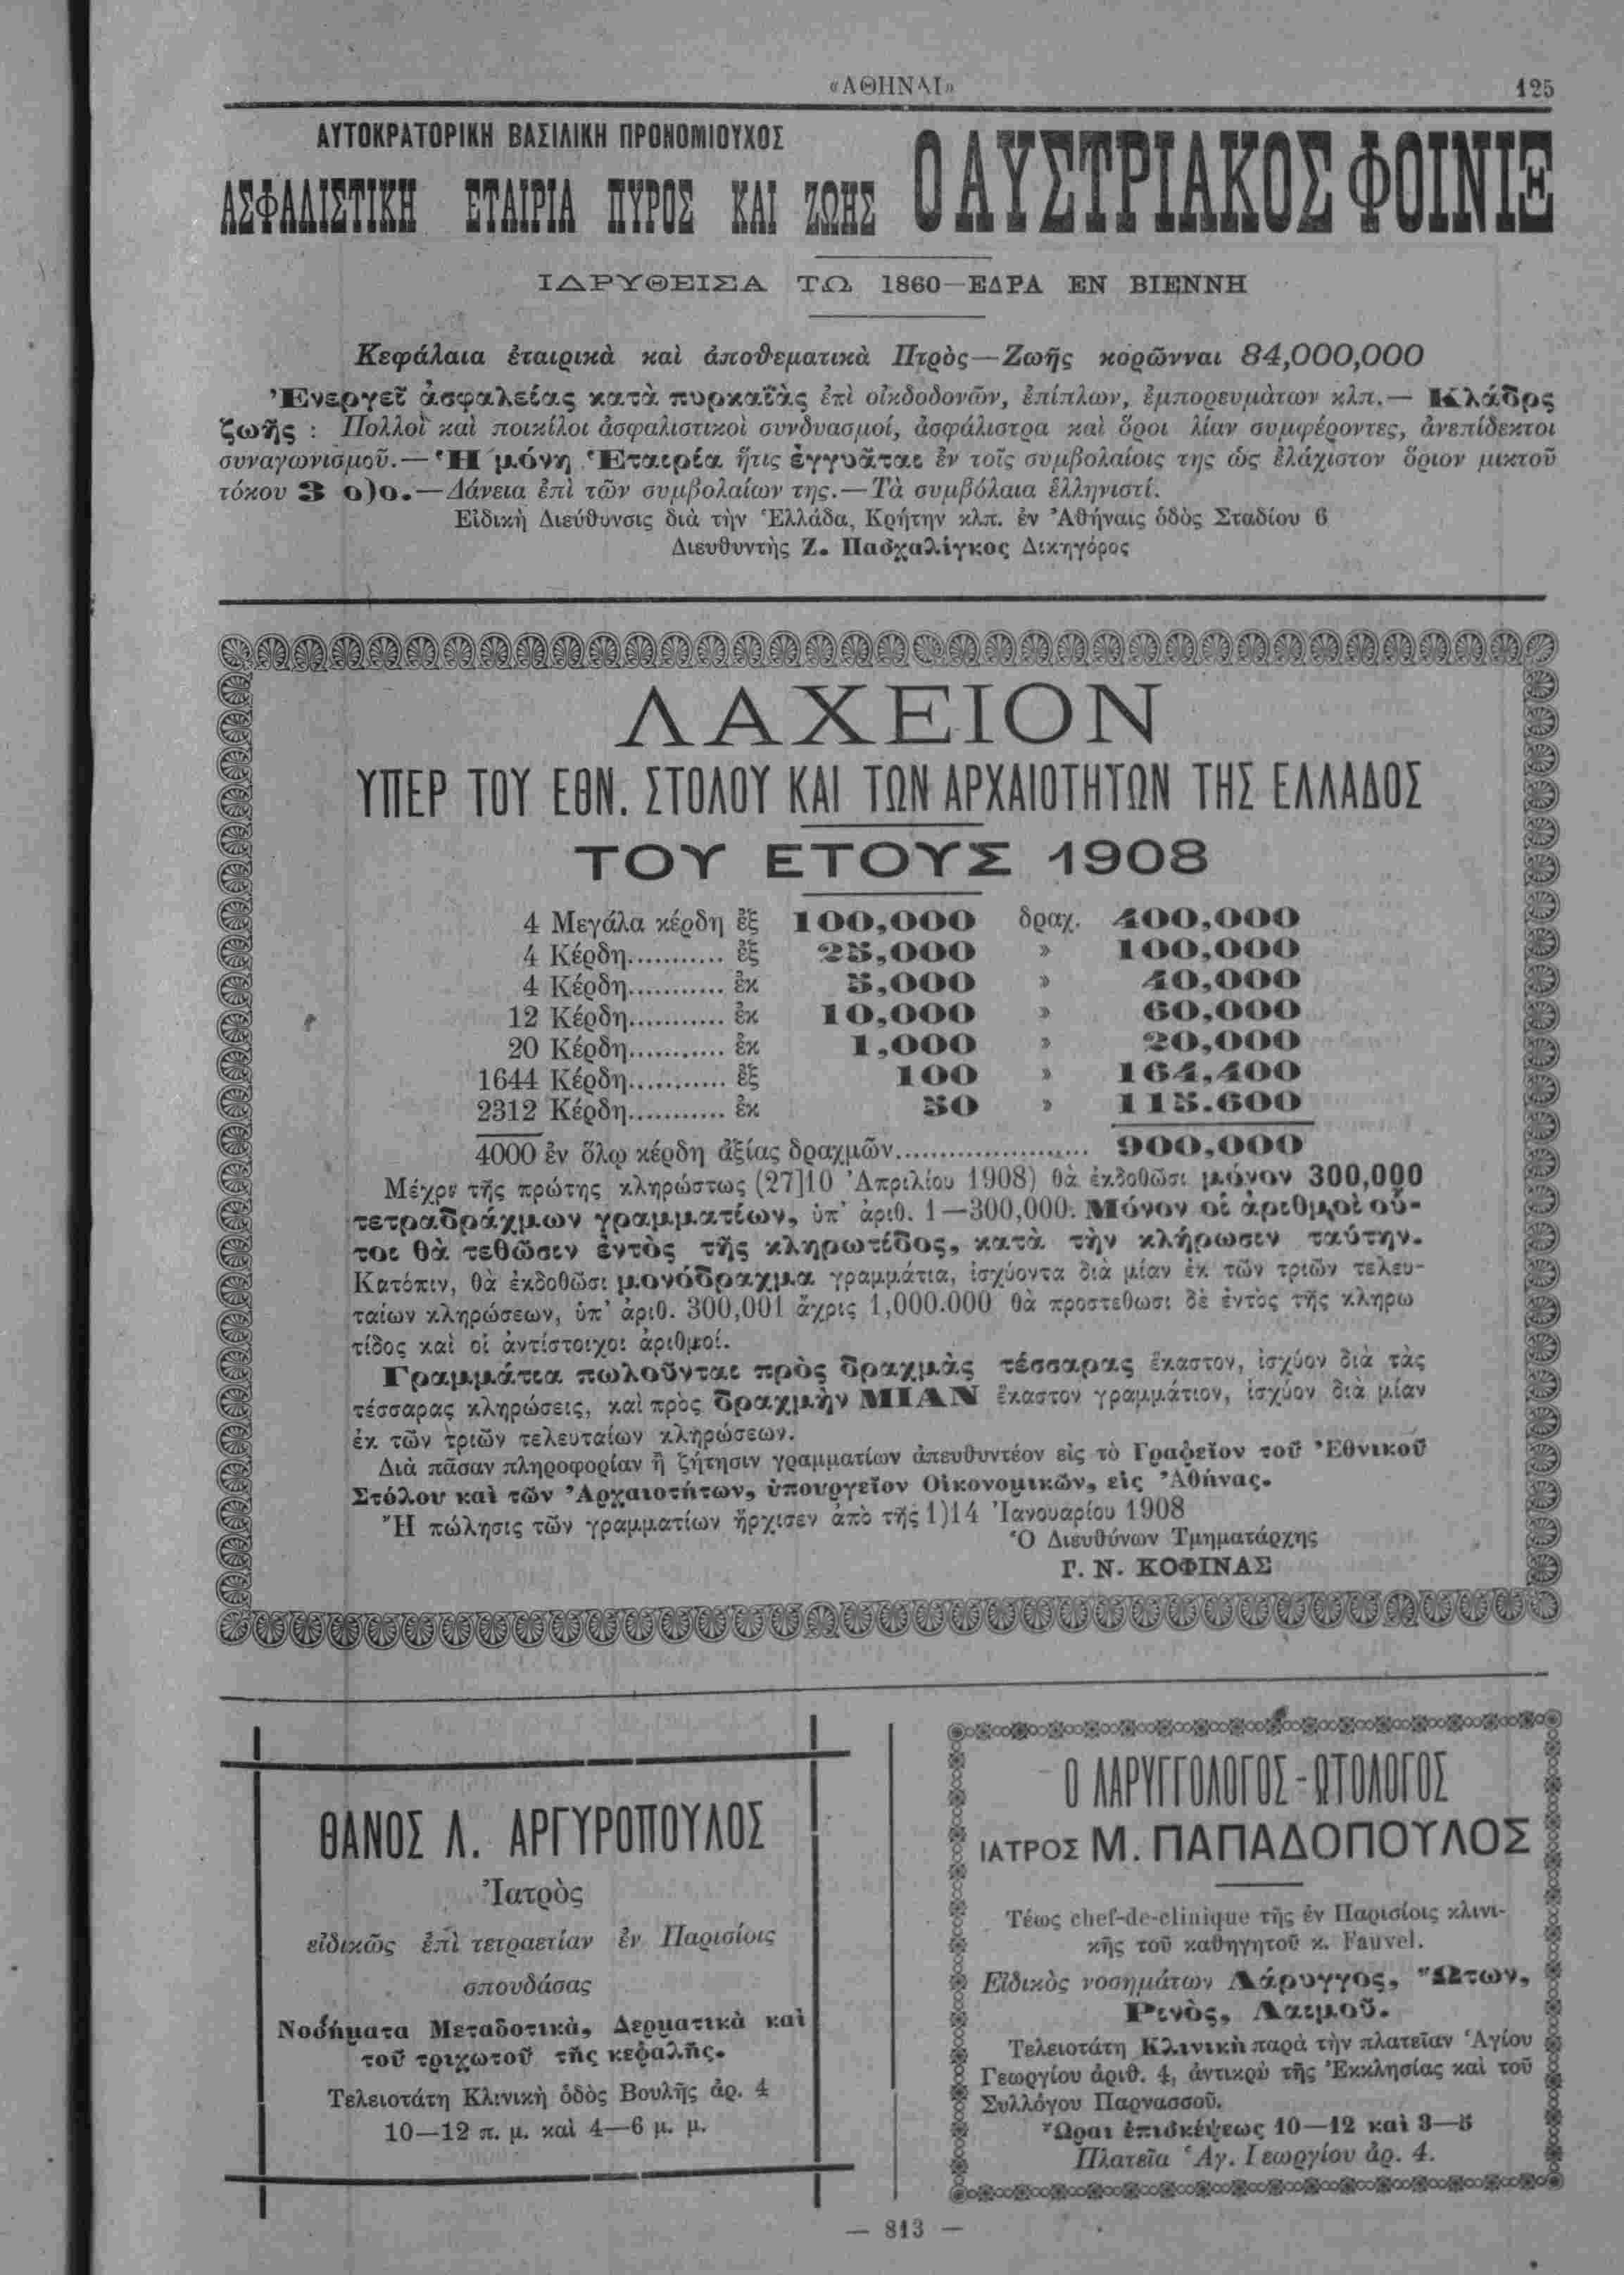 «ΑΘΗΝΑΙ» 125
ΑΥΤΟΚΡΑΤΟΡΙΚΗ ΒΑΣΙΛΙΚΗ ΠΡΟΝΟΜΙΟΥΧΟΣ
ΑΣΦΑΛΙΣΤΙΚΗ ΕΤΑΙΡΙΑ ΠΥΡΟΣ ΚΑΙ ΖΩΗΣ Ο ΑΥΣΤΡΙΑΚΟΣ ΦΟΙΝΙΞ
ΙΔΡΥΘΕΙΣΑ ΤΩ 1860—ΕΔΡΑ ΕΝ ΒΙΕΝΝΗ
Κεφάλαια ἑταιρικὰ καὶ ἀποθεματικὰ Πτρὸς—Ζωῆς κορῶνναι 84,000,000
Ἐνεργεῖ ἀσφαλείας κατὰ πυρκαϊὰς ἐπὶ οἰκδοδονῶν, ἐπίπλων, ἐμπορευμάτων κλπ.— Κλάδρς
ζωῆς : Πολλοὶ καὶ ποικίλοι ἀσφαλιστικοὶ συνδυασμοί, ἀσφάλιστρα καὶ ὅροι λίαν συμφέροντες, ἀνεπίδεκτοι
συναγωνισμοῦ.—Ἡ μόνη Ἑταιρία ἥτις ἐγγυᾶται ἐν τοῖς συμβολαίοις της ὡς ἐλάχιστον ὅριον μικτοῦ
τόκου 3 ο)ο.—Δάνεια ἐπὶ τῶν συμβολαίων της.—Τὰ συμβόλαια ἑλληνιστί.
Εἰδικὴ Διεύθυνσις διὰ τὴν Ἑλλάδα, Κρήτην κλπ. ἐν Ἀθήναις ὁδὸς Σταδίου 6
Διευθυντὴς Ζ. Πασχαλίγκος Δικηγόρος
ΛΑΧΕΙΟΝ
ΥΠΕΡ ΤΟΥ ΕΘΝ. ΣΤΟΛΟΥ ΚΑΙ ΤΩΝ ΑΡΧΑΙΟΤΗΤΩΝ ΤΗΣ ΕΛΛΑΔΟΣ
ΤΟΥ ΕΤΟΥΣ 1908
4 Μεγάλα κέρδη ἐξ 100,000 δραχ. 400,000
4 Κέρδη........... ἐξ 25,000 » 100,000
4 Κέρδη........... ἐκ 5,000 » 40,000
12 Κέρδη........... ἐκ 10,000 » 60,000
20 Κέρδη........... ἐκ 1,000 » 20,000
1644 Κέρδη........... ἐξ 100 » 164,400
2312 Κέρδη........... ἐκ 50 » 115.600
4000 ἐν ὅλῳ κέρδη ἀξίας δραχμῶν...................... 900,000
Μέχρι τῆς πρώτης κληρώστως (27]10 Ἀπριλίου 1908) θὰ ἐκδοθῶσι μόνον 300,000
τετραδράχμων γραμματίων, ὑπ' ἀριθ. 1—300,000. Μόνον οἱ ἀριθμοὶ οὗ-
τοι θὰ τεθῶσιν ἐντὸς τῆς κληρωτίδος, κατὰ τὴν κλήρωσιν ταύτην.
Κατόπιν, θὰ ἐκδοθῶσι μονόδραχμα γραμμάτια, ἰσχύοντα διὰ μίαν ἐκ τῶν τριῶν τελευ-
ταίων κληρώσεων, ὑπ' ἀριθ. 300,001 ἄχρις 1,000.000 θὰ προστεθωσι δὲ ἐντὸς τῆς κληρω
τίδος καὶ οἱ ἀντίστοιχοι ἀριθμοί.
Γραμμάτια πωλοῦνται πρὸς δραχμὰς τέσσαρας ἕκαστον, ἰσχύον διὰ τὰς
τέσσαρας κληρώσεις, καὶ πρὸς δραχμὴν ΜΙΑΝ ἕκαστον γραμμάτιον, ἰσχύον διὰ μίαν
ἐκ τῶν τριῶν τελευταίων κληρώσεων.
Διὰ πᾶσαν πληροφορίαν ἢ ζήτησιν γραμματίων ἀπευθυντέον εἰς τὸ Γραφεῖον τοῦ Ἐθνικοῦ
Στόλου καὶ τῶν Ἀρχαιοτήτων, ὑπουργεῖον Οἰκονομικῶν, εἰς Ἀθήνας.
Ἡ πώλησις τῶν γραμματίων ἤρχισεν ἀπὸ τῆς 1)14 Ἰανουαρίου 1908
Ὁ Διευθύνων Τμηματάρχης
Γ. Ν. ΚΟΦΙΝΑΣ
ΘΑΝΟΣ Λ. ΑΡΓΥΡΟΠΟΥΛΟΣ
Ἰατρὸς
εἰδικῶς ἐπὶ τετραετίαν ἐν Παρισίοις
σπουδάσας
Νοσήματα Μεταδοτικὰ, Δερματικὰ καὶ
τοῦ τριχωτοῦ τῆς κεφαλῆς.
Τελειοτάτη Κλινικὴ ὁδὸς Βουλῆς ἀρ. 4
10—12 π. μ. καὶ 4—6 μ. μ.
Ο ΛΑΡΥΓΓΟΛΟΓΟΣ-ΩΤΟΛΟΓΟΣ
ΙΑΤΡΟΣ Μ. ΠΑΠΑΔΟΠΟΥΛΟΣ
Τέως chef-de-clinique τῆς ἐν Παρισίοις κλινι-
κῆς τοῦ καθηγητοῦ κ. Fauvel.
Εἰδικὸς νοσημάτων Λάρυγγος, Ὤτων,
Ρινὸς, Λαιμοῦ.
Τελειοτάτη Κλινικὴ παρὰ τὴν πλατεῖαν Ἁγίου
Γεωργίου ἀριθ. 4, ἀντικρὺ τῆς Ἐκκλησίας καὶ τοῦ
Συλλόγου Παρνασσοῦ.
Ὧραι ἐπισκέψεως 10—12 καὶ 3—5
Πλατεῖα Ἁγ. Γεωργίου ἀρ. 4.
— 813 —